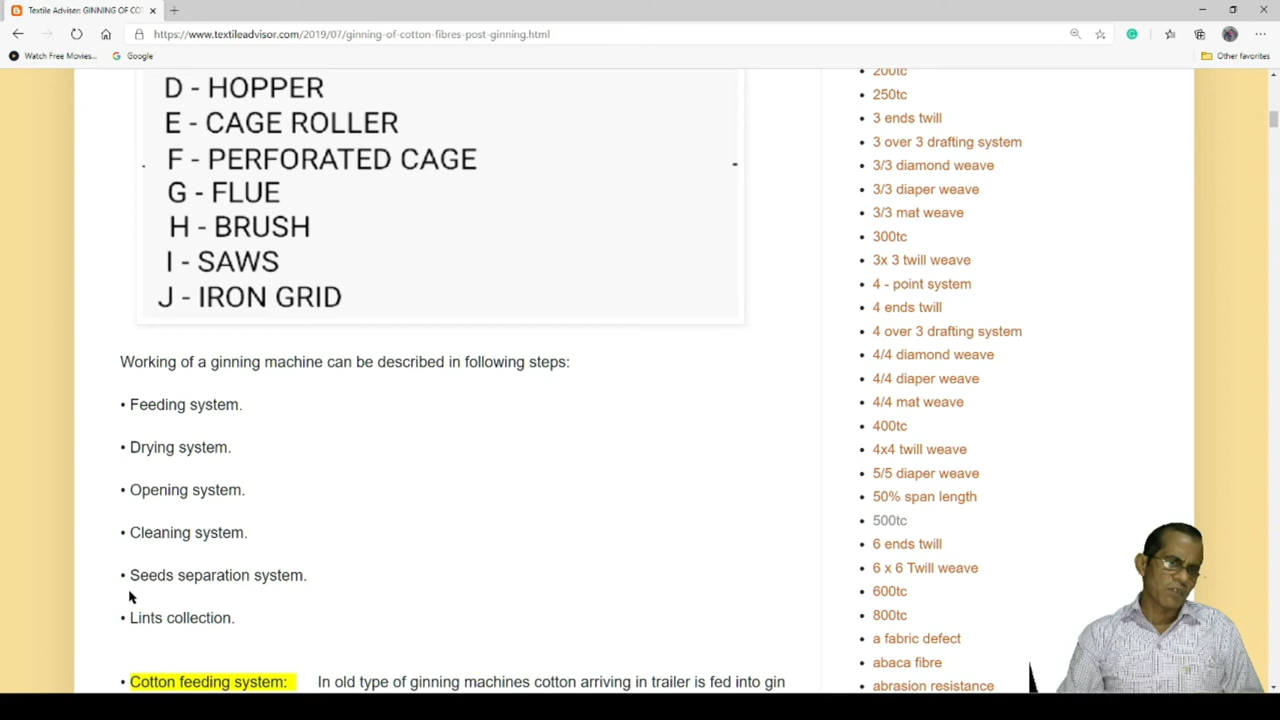 Textile Adviser: GINNING OF COT
https://www.textileadvisor.com/2019/07/ginning-of-cotton-fibres-post-ginning.html
Watch Free Movies...
Google
Other favorites
D - HOPPER
E - CAGE ROLLER
F - PERFORATED CAGE
G - FLUE
H - BRUSH
I - SAWS
J - IRON GRID
Working of a ginning machine can be described in following steps:
• Feeding system.
• Drying system.
• Opening system.
• Cleaning system.
• Seeds separation system.
• Lints collection.
• Cotton feeding system: In old type of ginning machines cotton arriving in trailer is fed into gin
200tc
• 250tc
• 3 ends twill
• 3 over 3 drafting system
• 3/3 diamond weave
• 3/3 diaper weave
• 3/3 mat weave
• 300tc
• 3x 3 twill weave
• 4 - point system
• 4 ends twill
• 4 over 3 drafting system
• 4/4 diamond weave
• 4/4 diaper weave
• 4/4 mat weave
• 400tc
• 4x4 twill weave
• 5/5 diaper weave
• 50% span length
• 500tc
• 6 ends twill
• 6 x 6 Twill weave
• 600tc
• 800tc
• a fabric defect
• abaca fibre
• abrasion resistance